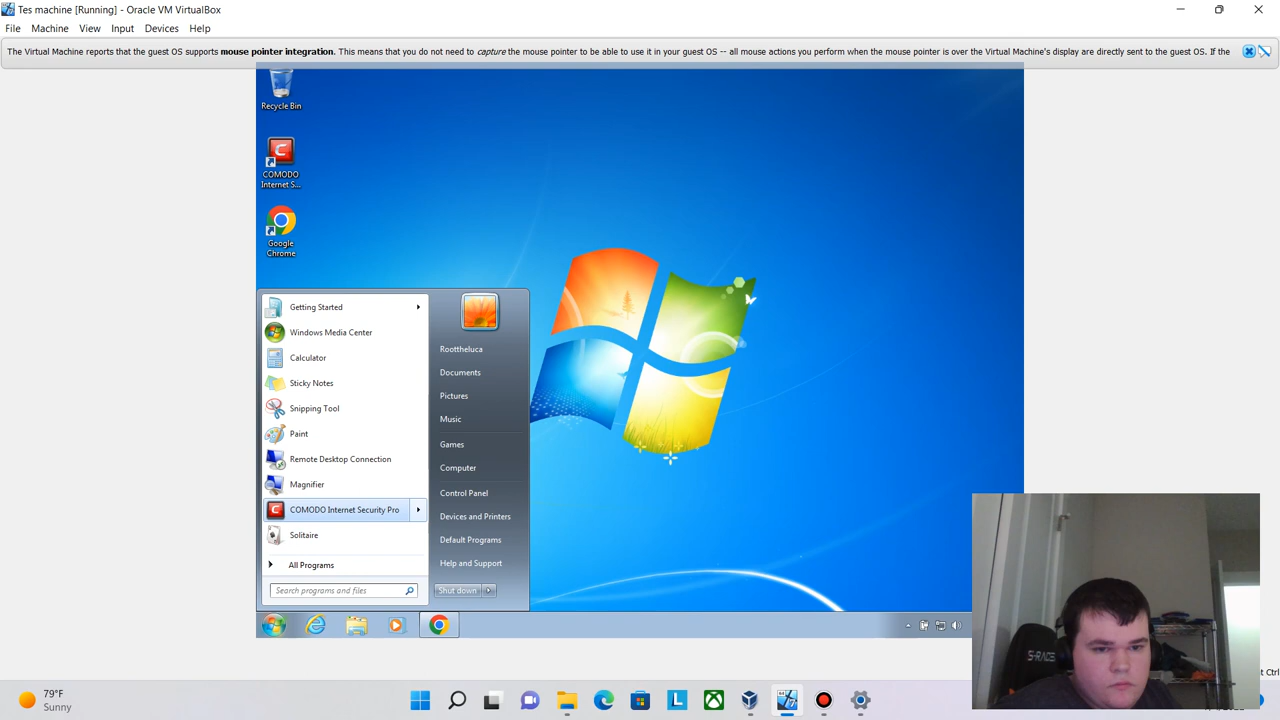 Tes machine [Running] - Oracle VM VirtualBox
File Machine View Input Devices Help
The Virtual Machine reports that the guest OS supports mouse pointer integration. This means that you do not need to capture the mouse pointer to be able to use it in your guest OS -- all mouse actions you perform when the mouse pointer is over the Virtual Machine's display are directly sent to the guest OS. If the
Recycle Bin
COMODO
Internet S...
Google
Chrome
Getting Started
Windows Media Center
Calculator
Sticky Notes
Snipping Tool
Paint
Remote Desktop Connection
Magnifier
COMODO Internet Security Pro
Solitaire
All Programs
Search programs and files
Roottheluca
Documents
Pictures
Music
Games
Computer
Control Panel
Devices and Printers
Default Programs
Help and Support
Shut down
S-RACER
t Ctrl
79°F
Sunny